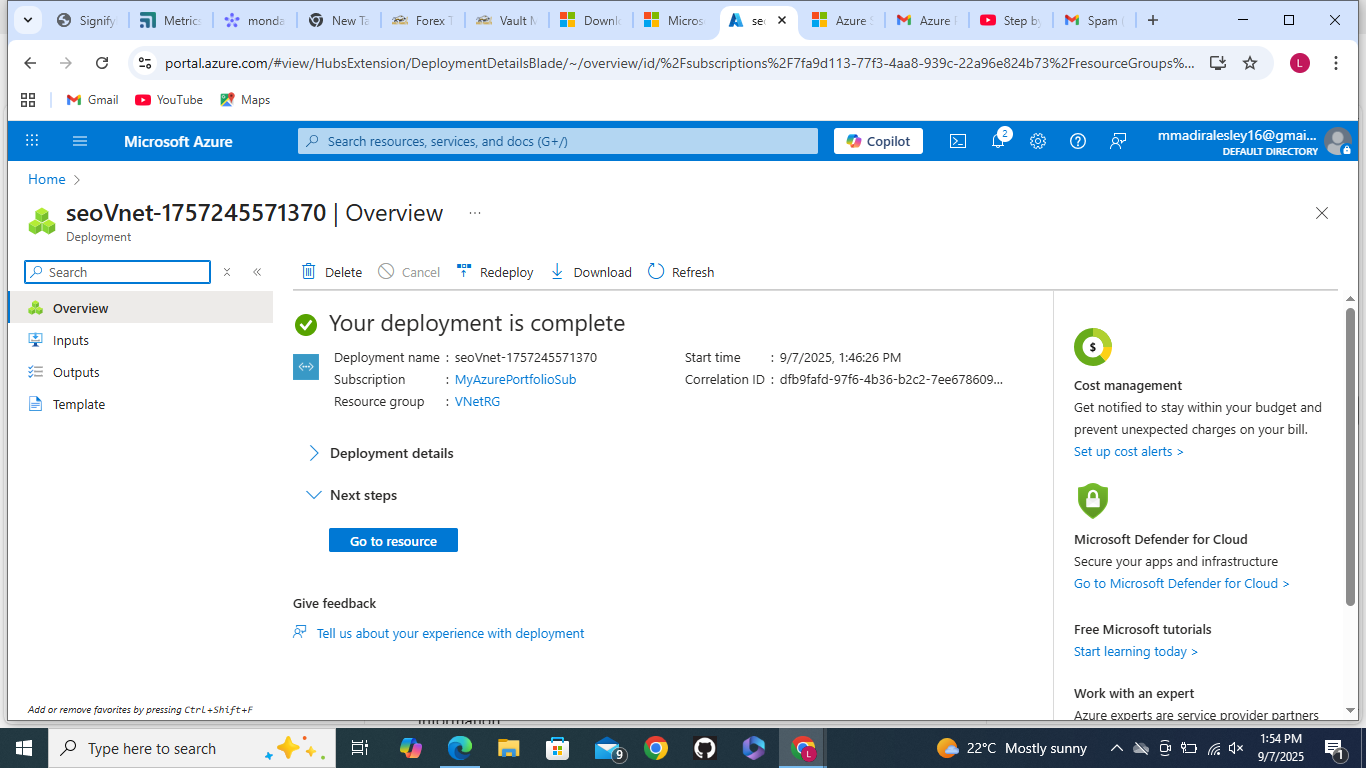 Signify
Metrics
monda
New Ta
Forex T
Vault M
Downlo
Microso
seo
Azure S
Azure
Step by
Spam (
portal.azure.com/#view/HubsExtension/DeploymentDetailsBlade/~/overview/id/%2Fsubscriptions%2F7fa9d113-77f3-4aa8-939c-22a96e824b73%2FresourceGroups%...
L
Gmail
YouTube
Maps
Microsoft Azure
Search resources, services, and docs (G+/)
Copilot
2
mmadiralesley16@gmai...
DEFAULT DIRECTORY
Home
seoVnet-1757245571370 | Overview
...
Deployment
Search
Delete
Cancel
Redeploy
Download
Refresh
Overview
Inputs
Outputs
Template
Your deployment is complete
Deployment name : seoVnet-1757245571370
Subscription : MyAzurePortfolioSub
Resource group : VNetRG
Start time : 9/7/2025, 1:46:26 PM
Correlation ID : dfb9fafd-97f6-4b36-b2c2-7ee678609...
Deployment details
Next steps
Go to resource
Give feedback
Tell us about your experience with deployment
$
Cost management
Get notified to stay within your budget and
prevent unexpected charges on your bill.
Set up cost alerts >
Microsoft Defender for Cloud
Secure your apps and infrastructure
Go to Microsoft Defender for Cloud >
Free Microsoft tutorials
Start learning today >
Work with an expert
Azure experts are service provider partners
Add or remove favorites by pressing Ctrl+Shift+F
Information
Type here to search
9
L
22°C Mostly sunny
1:54 PM
9/7/2025
1